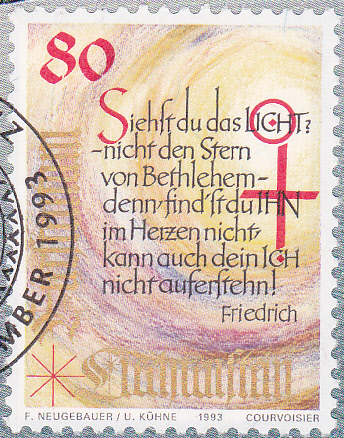 80
Siehst du das LICHT?
-nicht den Stern
von Bethlehem-
denn, find'st du IHN
im Herzen nicht,
kann auch dein ICH
nicht auferstehn!
Friedrich
Liechtenstein
F. NEUGEBAUER / U. KÜHNE 1993 COURVOISIER
MBER 1993